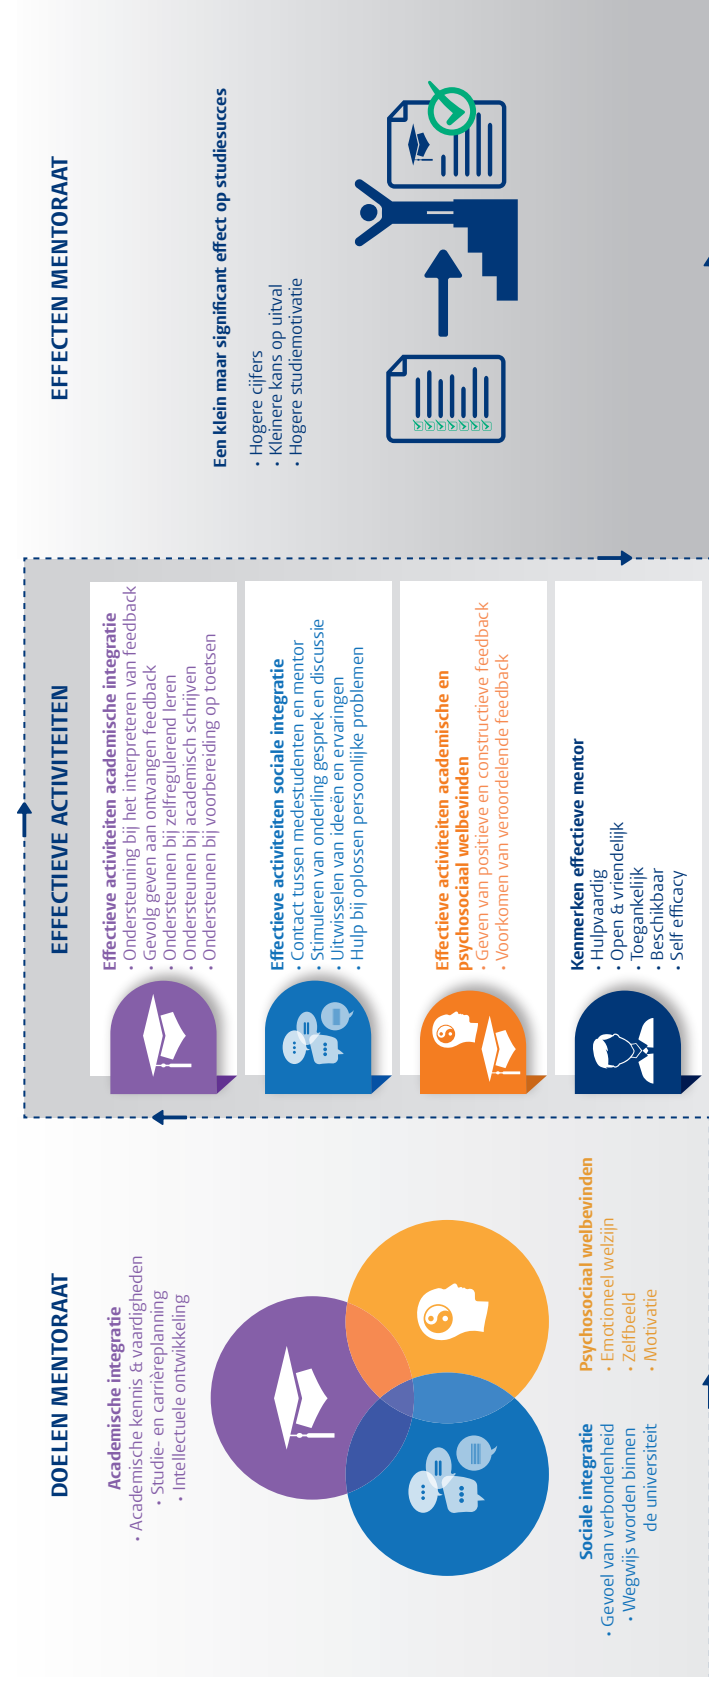 DOELEN MENTORAAT
Academische integratie
• Academische kennis & vaardigheden
• Studie- en carrièreplanning
• Intellectuele ontwikkeling
Sociale integratie
• Gevoel van verbondenheid
• Wegwijs worden binnen
de universiteit
Psychosociaal welbevinden
• Emotioneel welzijn
• Zelfbeeld
• Motivatie
EFFECTIEVE ACTIVITEITEN
Effectieve activiteiten academische integratie
• Ondersteuning bij het interpreteren van feedback
• Gevolg geven aan ontvangen feedback
• Ondersteunen bij zelfregulerend leren
• Ondersteunen bij academisch schrijven
• Ondersteunen bij voorbereiding op toetsen
Effectieve activiteiten sociale integratie
• Contact tussen medestudenten en mentor
• Stimuleren van onderling gesprek en discussie
• Uitwisselen van ideeën en ervaringen
• Hulp bij oplossen persoonlijke problemen
Effectieve activiteiten academische en
psychosociaal welbevinden
• Geven van positieve en constructieve feedback
• Voorkomen van veroordelende feedback
Kenmerken effectieve mentor
• Hulpvaardig
• Open & vriendelijk
• Toegankelijk
• Beschikbaar
• Self efficacy
EFFECTEN MENTORAAT
Een klein maar significant effect op studiesucces
• Hogere cijfers
• Kleinere kans op uitval
• Hogere studiemotivatie